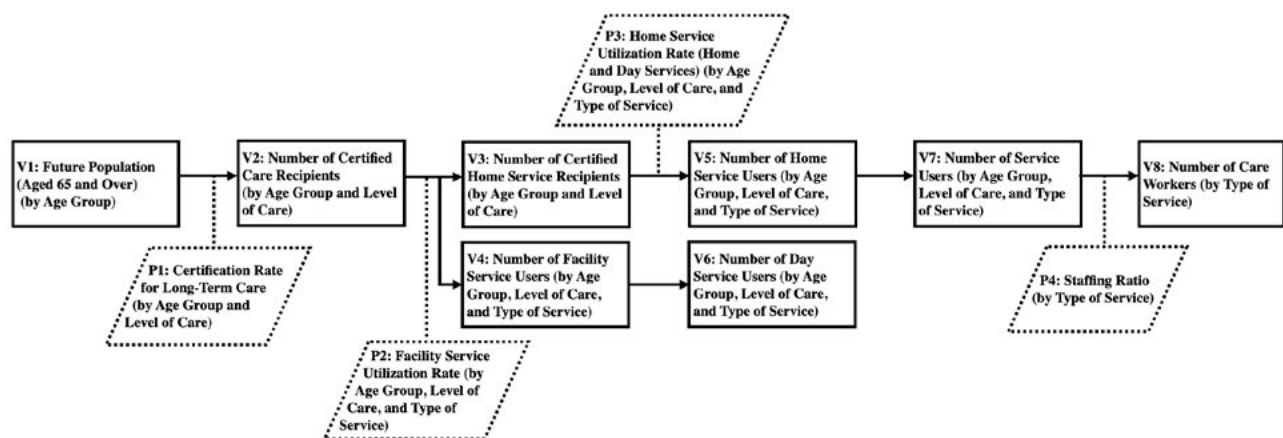 P3: Home Service
Utilization Rate (Home
and Day Services) (by Age
Group, Level of Care, and
Type of Service)
V1: Future Population
(Aged 65 and Over)
(by Age Group)
V2: Number of Certified
Care Recipients
(by Age Group and Level
of Care)
V3: Number of Certified
Home Service Recipients
(by Age Group and Level
of Care)
V5: Number of Home
Service Users (by Age
Group, Level of Care,
and Type of Service)
V7: Number of Service
Users (by Age Group,
Level of Care, and Type
of Service)
V8: Number of Care
Workers (by Type of
Service)
P1: Certification Rate
for Long-Term Care
(by Age Group and
Level of Care)
V4: Number of Facility
Service Users (by Age
Group, Level of Care,
and Type of Service)
V6: Number of Day
Service Users (by Age
Group, Level of Care,
and Type of Service)
P4: Staffing Ratio
(by Type of Service)
P2: Facility Service
Utilization Rate (by
Age Group, Level of
Care, and Type of
Service)